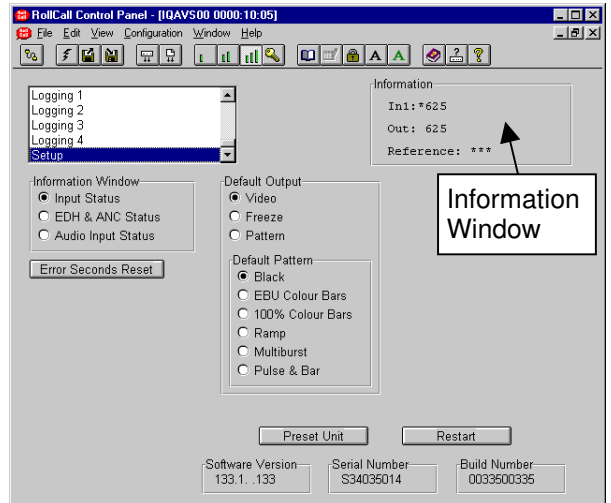 RollCall Control Panel - [IQAVS00 0000:10:05]
File Edit View Configuration Window Help
A A
Logging 1
Logging 2
Logging 3
Logging 4
Setup
Information
In1:*625
Out: 625
Reference: ***
Information
Window
Information Window
Input Status
EDH & ANC Status
Audio Input Status
Error Seconds Reset
Default Output
Video
Freeze
Pattern
Default Pattern
Black
EBU Colour Bars
100% Colour Bars
Ramp
Multiburst
Pulse & Bar
Preset Unit Restart
Software Version Serial Number Build Number
133.1. .133 S34035014 0033500335